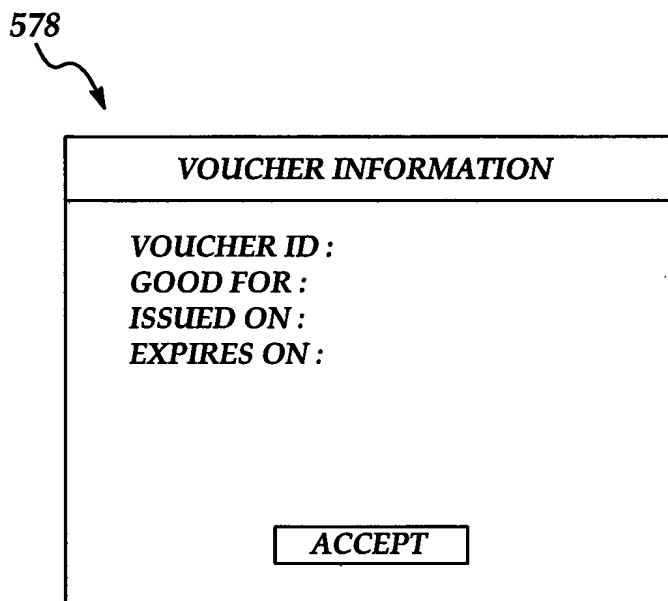 578
VOUCHER INFORMATION
VOUCHER ID :
GOOD FOR :
ISSUED ON :
EXPIRES ON :
ACCEPT